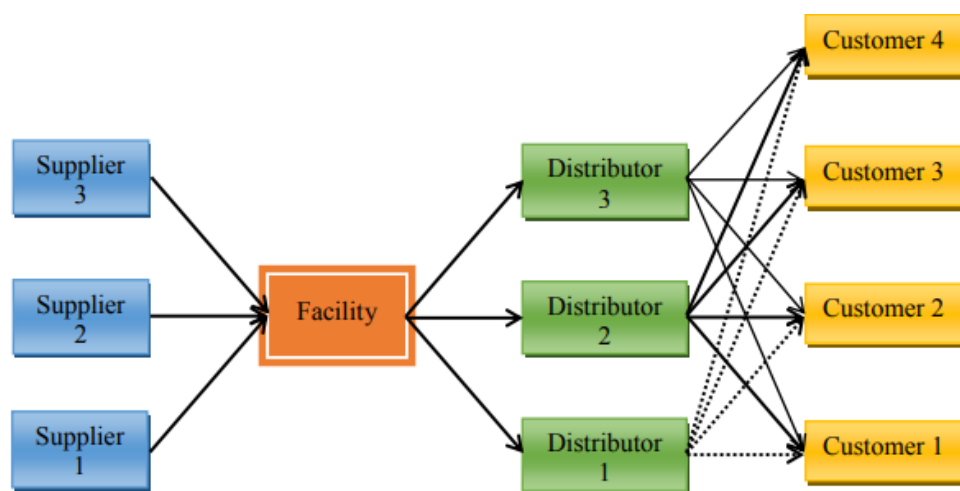 Customer 4
Supplier
3
Distributor
3
Customer 3
Supplier
2
Facility
Distributor
2
Customer 2
Supplier
1
Distributor
1
Customer 1